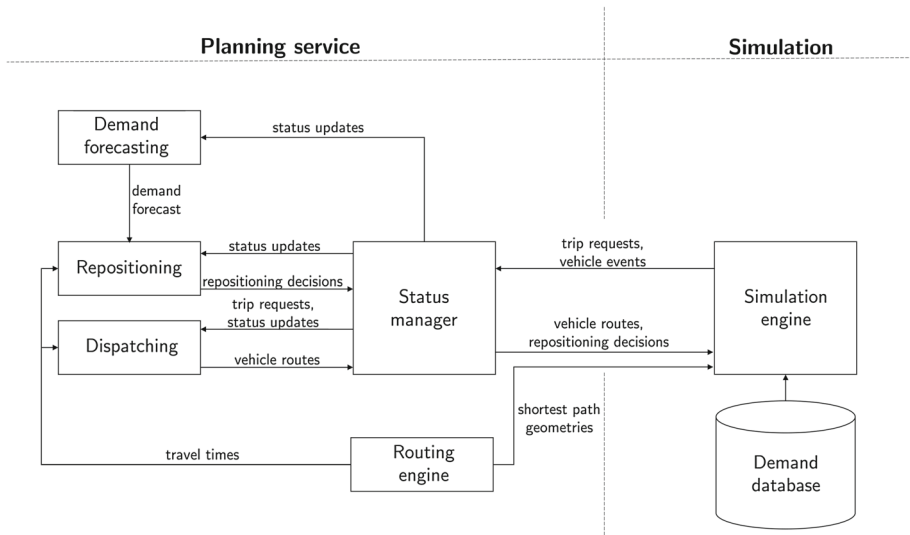 Planning service
Simulation
Demand
forecasting
status updates
demand
forecast
Repositioning
status updates
repositioning decisions
trip requests,
status updates
Dispatching
vehicle routes
Status
manager
trip requests,
vehicle events
vehicle routes,
repositioning decisions
Simulation
engine
shortest path
geometries
travel times
Routing
engine
Demand
database